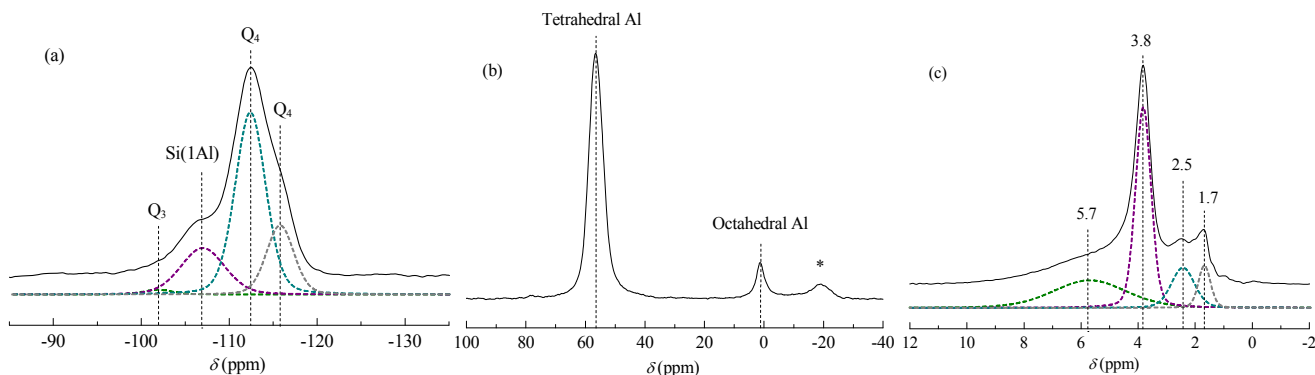 (a)
Q₄
Q₄
Si(1Al)
Q₃
-90 -100 -110 -120 -130
δ (ppm)
(b)
Tetrahedral Al
Octahedral Al
*
100 80 60 40 20 0 -20 -40
δ (ppm)
(c)
3.8
2.5
1.7
5.7
12 10 8 6 4 2 0 -2
δ (ppm)